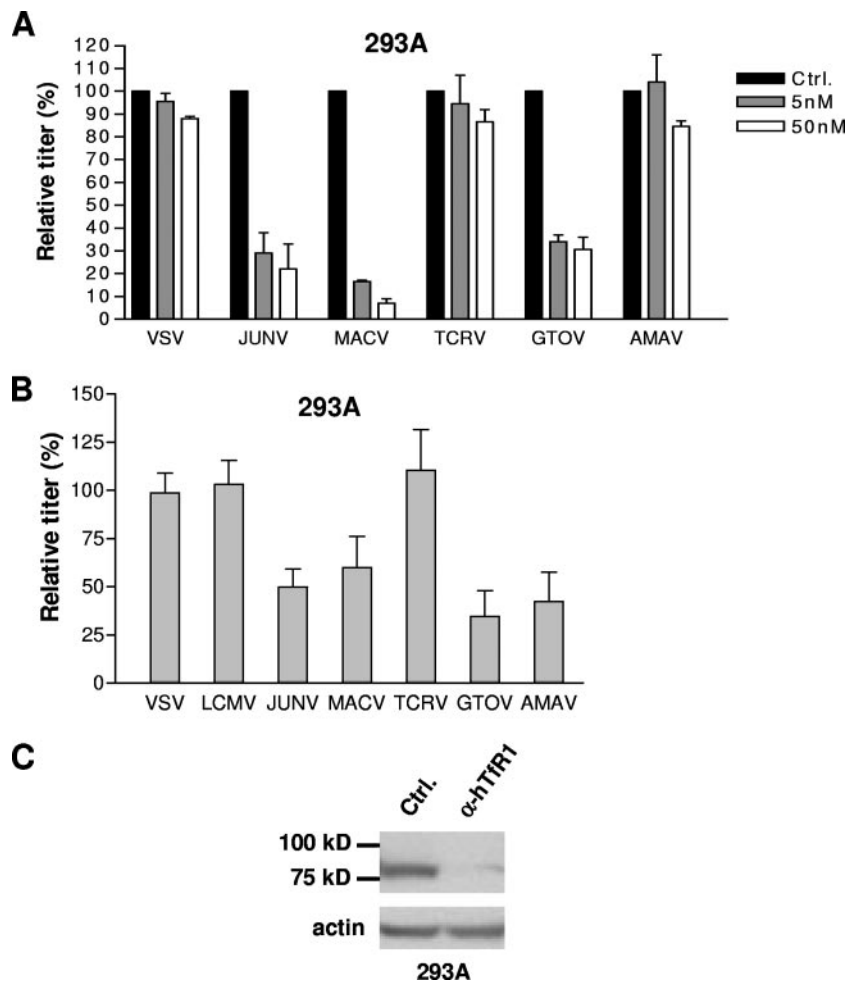 A
293A
Relative titer (%)
120
110
100
90
80
70
60
50
40
30
20
10
0
VSV JUNV MACV TCRV GTOV AMAV
Ctrl.
5nM
50nM
B
293A
Relative titer (%)
150
125
100
75
50
25
0
VSV LCMV JUNV MACV TCRV GTOV AMAV
C
Ctrl. α-hTfR1
100 kD
75 kD
actin
293A